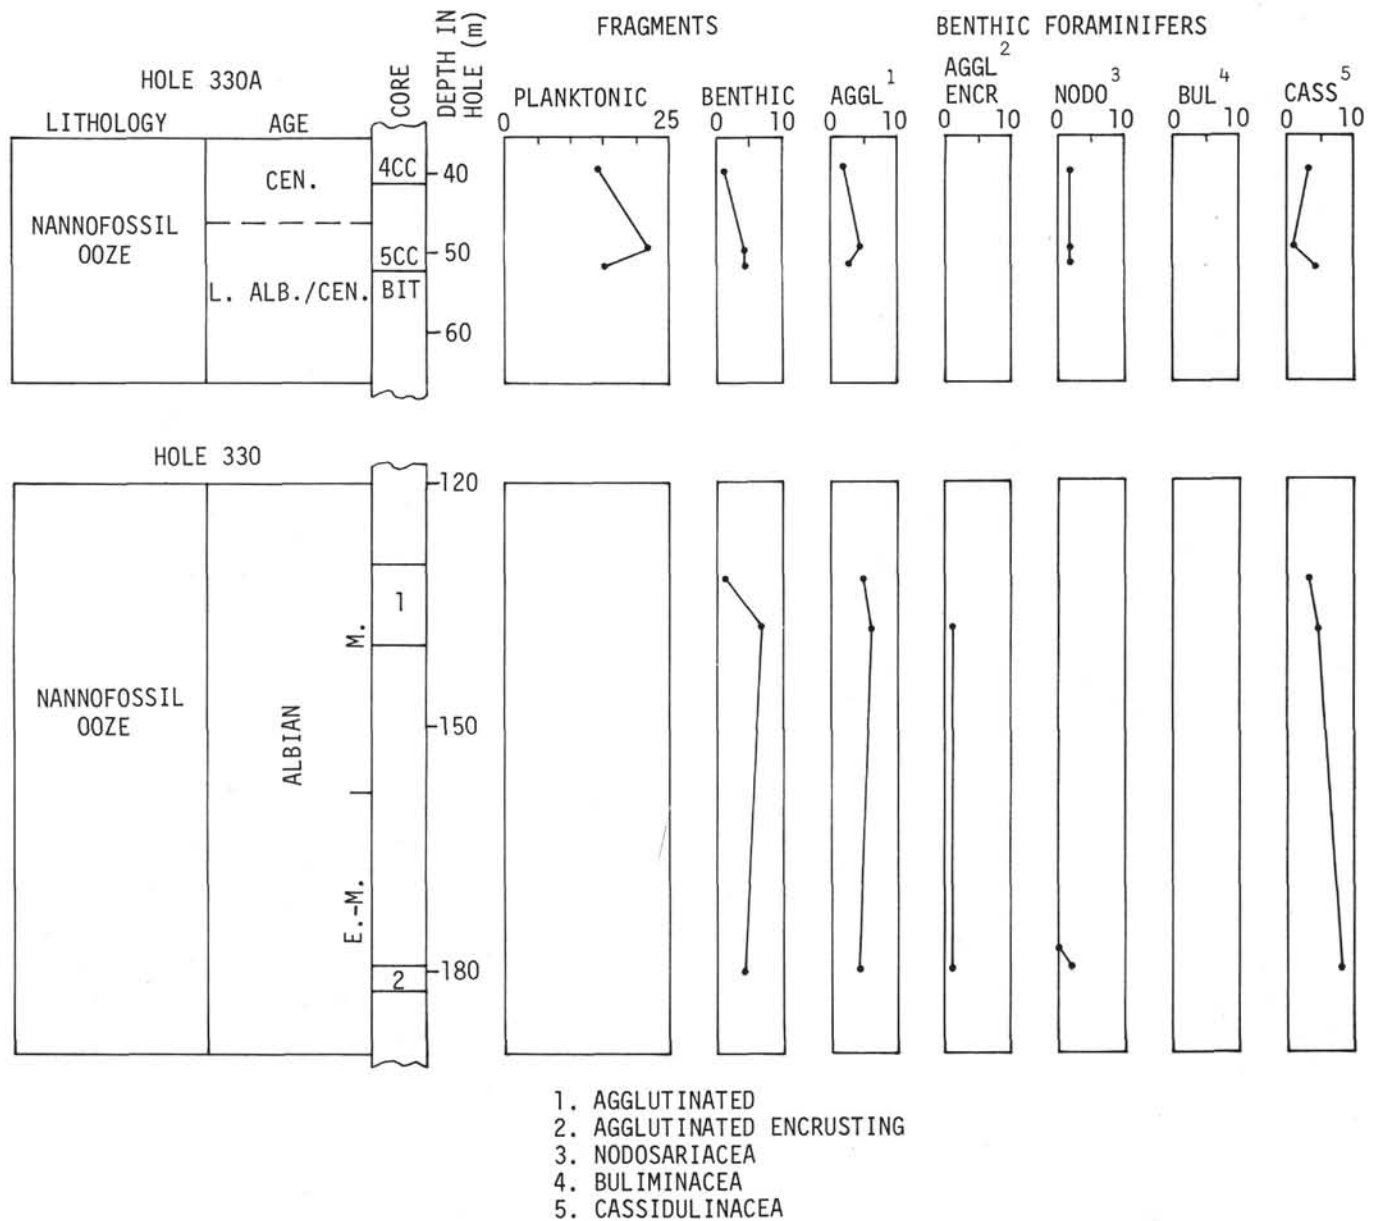 FRAGMENTS
BENTHIC FORAMINIFERS
HOLE 330A
CORE
DEPTH IN
HOLE (m)
LITHOLOGY
AGE
PLANKTONIC
BENTHIC
AGGL 1
AGGL 2
ENCR
NODO 3
BUL 4
CASS 5
0 25 0 10 0 10 0 10 0 10 0 10 0 10
NANNOFOSSIL
OOZE
CEN.
L. ALB./CEN.
4CC
5CC
BIT
40
50
60
HOLE 330
NANNOFOSSIL
OOZE
ALBIAN
M.
E.-M.
1
2
120
150
180
1. AGGLUTINATED
2. AGGLUTINATED ENCRUSTING
3. NODOSARIACEA
4. BULIMINACEA
5. CASSIDULINACEA